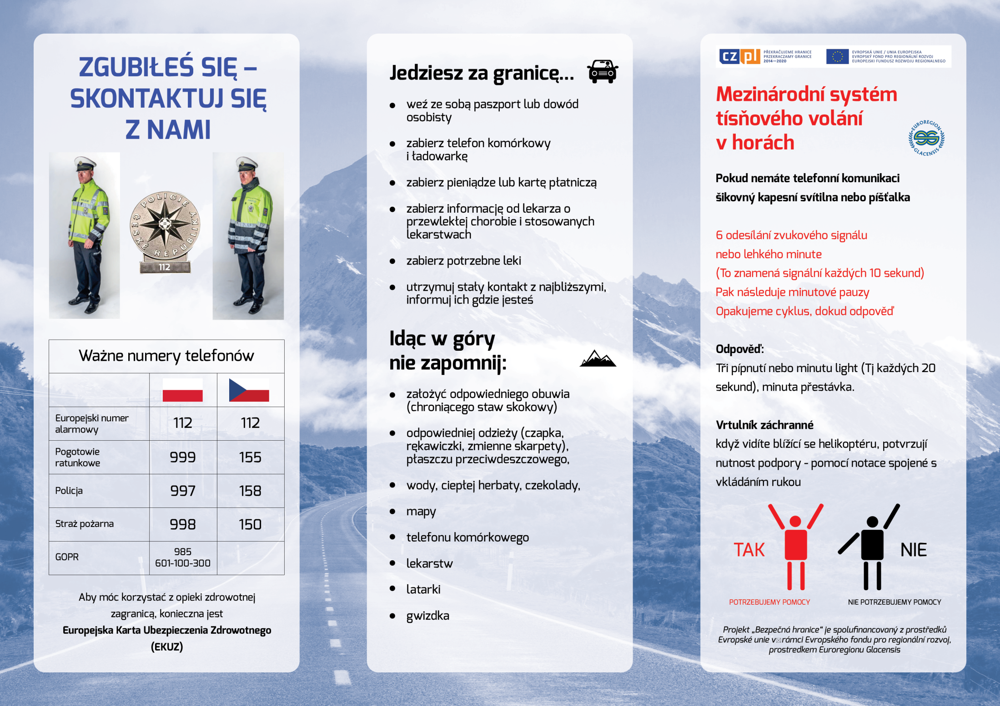 ZGUBIŁEŚ SIĘ –
SKONTAKTUJ SIĘ
Z NAMI
POLICIE
ČESKÉ REPUBLIKY
112
Ważne numery telefonów
Europejski numer
alarmowy
112
112
Pogotowie
ratunkowe
999
155
Policja
997
158
Straż pożarna
998
150
GOPR
985
601-100-300
Aby móc korzystać z opieki zdrowotnej
zagranicą, konieczna jest
Europejska Karta Ubezpieczenia Zdrowotnego
(EKUZ)
Jedziesz za granicę...
• weź ze sobą paszport lub dowód
osobisty
• zabierz telefon komórkowy
i ładowarkę
• zabierz pieniądze lub kartę płatniczą
• zabierz informację od lekarza o
przewlekłej chorobie i stosowanych
lekarstwach
• zabierz potrzebne leki
• utrzymuj stały kontakt z najbliższymi,
informuj ich gdzie jesteś
Idąc w góry
nie zapomnij:
• założyć odpowiedniego obuwia
(chroniącego staw skokowy)
• odpowiedniej odzieży (czapka,
rękawiczki, zmienne skarpety),
płaszczu przeciwdeszczowego,
• wody, ciepłej herbaty, czekolady,
• mapy
• telefonu komórkowego
• lekarstw
• latarki
• gwizdka
CZ pl
PŘEKRAČUJEME HRANICE
PRZEKRACZAMY GRANICE
2014—2020
EVROPSKÁ UNIE / UNIA EUROPEJSKA
EVROPSKÝ FOND PRO REGIONÁLNÍ ROZVOJ
EUROPEJSKI FUNDUSZ ROZWOJU REGIONALNEGO
Mezinárodní systém
tísňového volání
v horách
EUROREGION
GLACENSIS
Pokud nemáte telefonní komunikaci
šikovný kapesní svítilna nebo píšťalka
6 odesílání zvukového signálu
nebo lehkého minute
(To znamená signální každých 10 sekund)
Pak následuje minutové pauzy
Opakujeme cyklus, dokud odpověď
Odpověď:
Tři pípnutí nebo minutu light (Tj každých 20
sekund), minuta přestávka.
Vrtulník záchranné
když vidíte blížící se helikoptéru, potvrzují
nutnost podpory - pomocí notace spojené s
vkládáním rukou
TAK
NIE
POTRZEBUJEMY POMOCY
NIE POTRZEBUJEMY POMOCY
Projekt „Bezpečná hranice“ je spolufinancovaný z prostředků
Evropské unie v rámci Evropského fondu pro regionální rozvoj,
prostredkem Euroregionu Glacensis